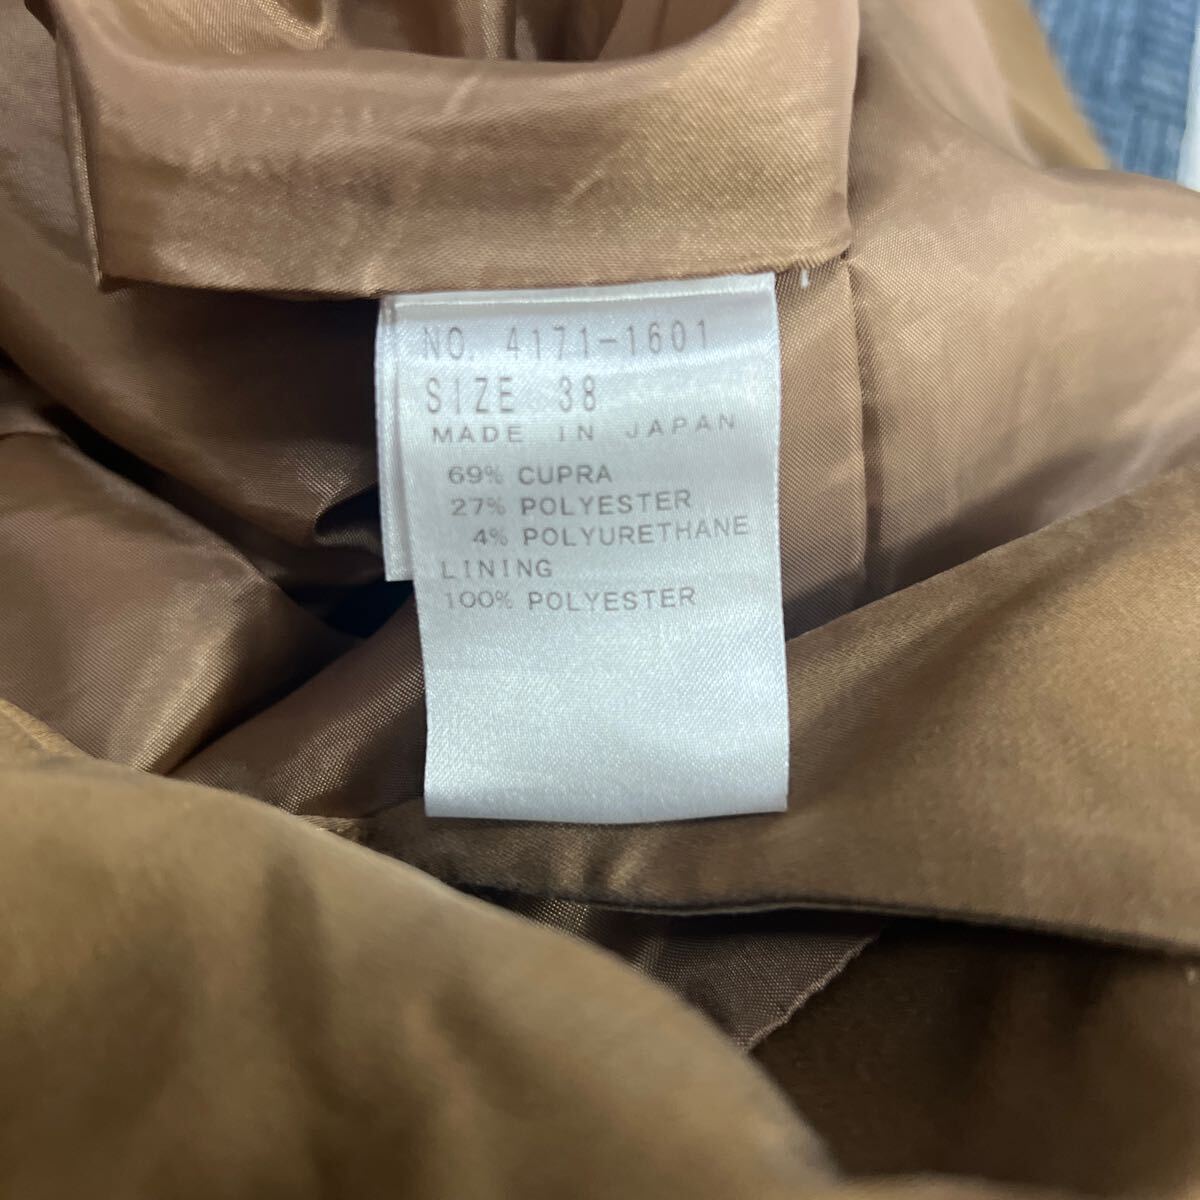 NO. 4171-1601
SIZE 38
MADE IN JAPAN
69% CUPRA
27% POLYESTER
4% POLYURETHANE
LINING
100% POLYESTER